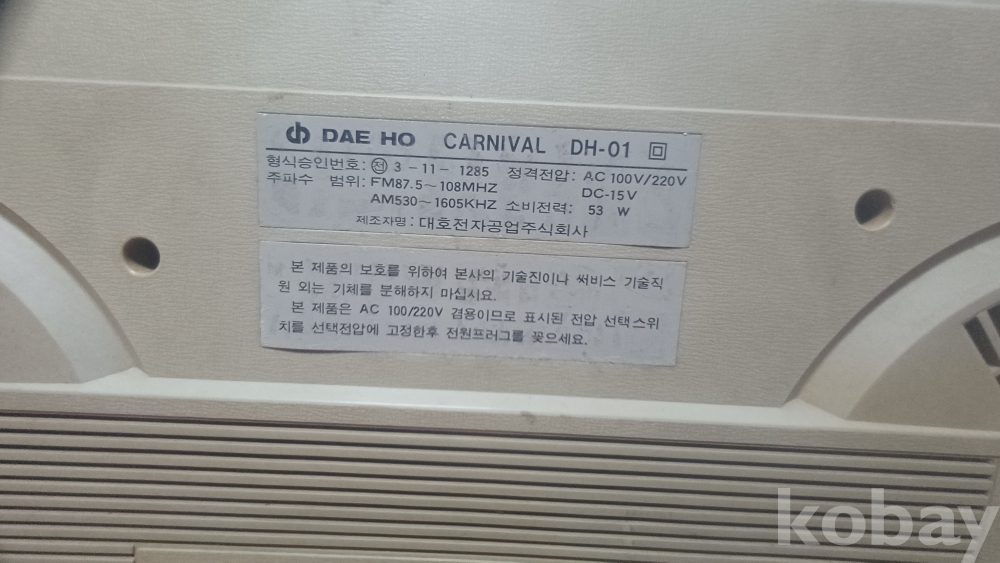 DAE HO CARNIVAL DH-01
형식승인번호: 전 3-11-1285 정격전압: AC 100V/220V
주파수 범위: FM87.5~108MHZ DC-15V
AM530~1605KHZ 소비전력: 53 W
제조자명: 대호전자공업주식회사
본 제품의 보호를 위하여 본사의 기술진이나 써비스 기술직
원 외는 기체를 분해하지 마십시요.
본 제품은 AC 100/220V 겸용이므로 표시된 전압 선택스위
치를 선택전압에 고정한후 전원프러그를 꽂으세요.
kobay